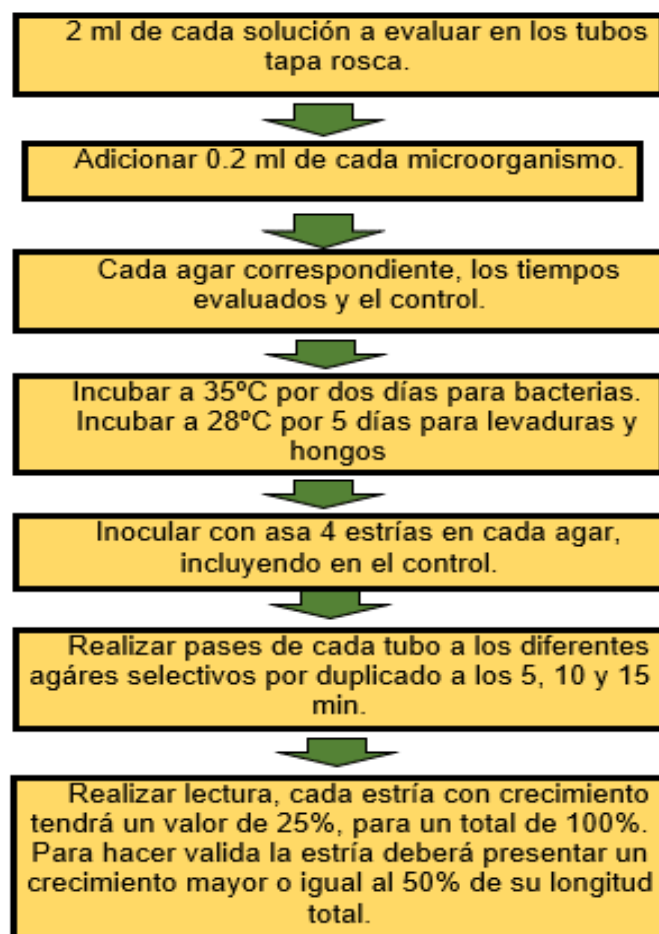 2 ml de cada solución a evaluar en los tubos
tapa rosca.
Adicionar 0.2 ml de cada microorganismo.
Cada agar correspondiente, los tiempos
evaluados y el control.
Incubar a 35ºC por dos días para bacterias.
Incubar a 28ºC por 5 días para levaduras y
hongos
Inocular con asa 4 estrías en cada agar,
incluyendo en el control.
Realizar pases de cada tubo a los diferentes
agáres selectivos por duplicado a los 5, 10 y 15
min.
Realizar lectura, cada estría con crecimiento
tendrá un valor de 25%, para un total de 100%.
Para hacer valida la estría deberá presentar un
crecimiento mayor o igual al 50% de su longitud
total.